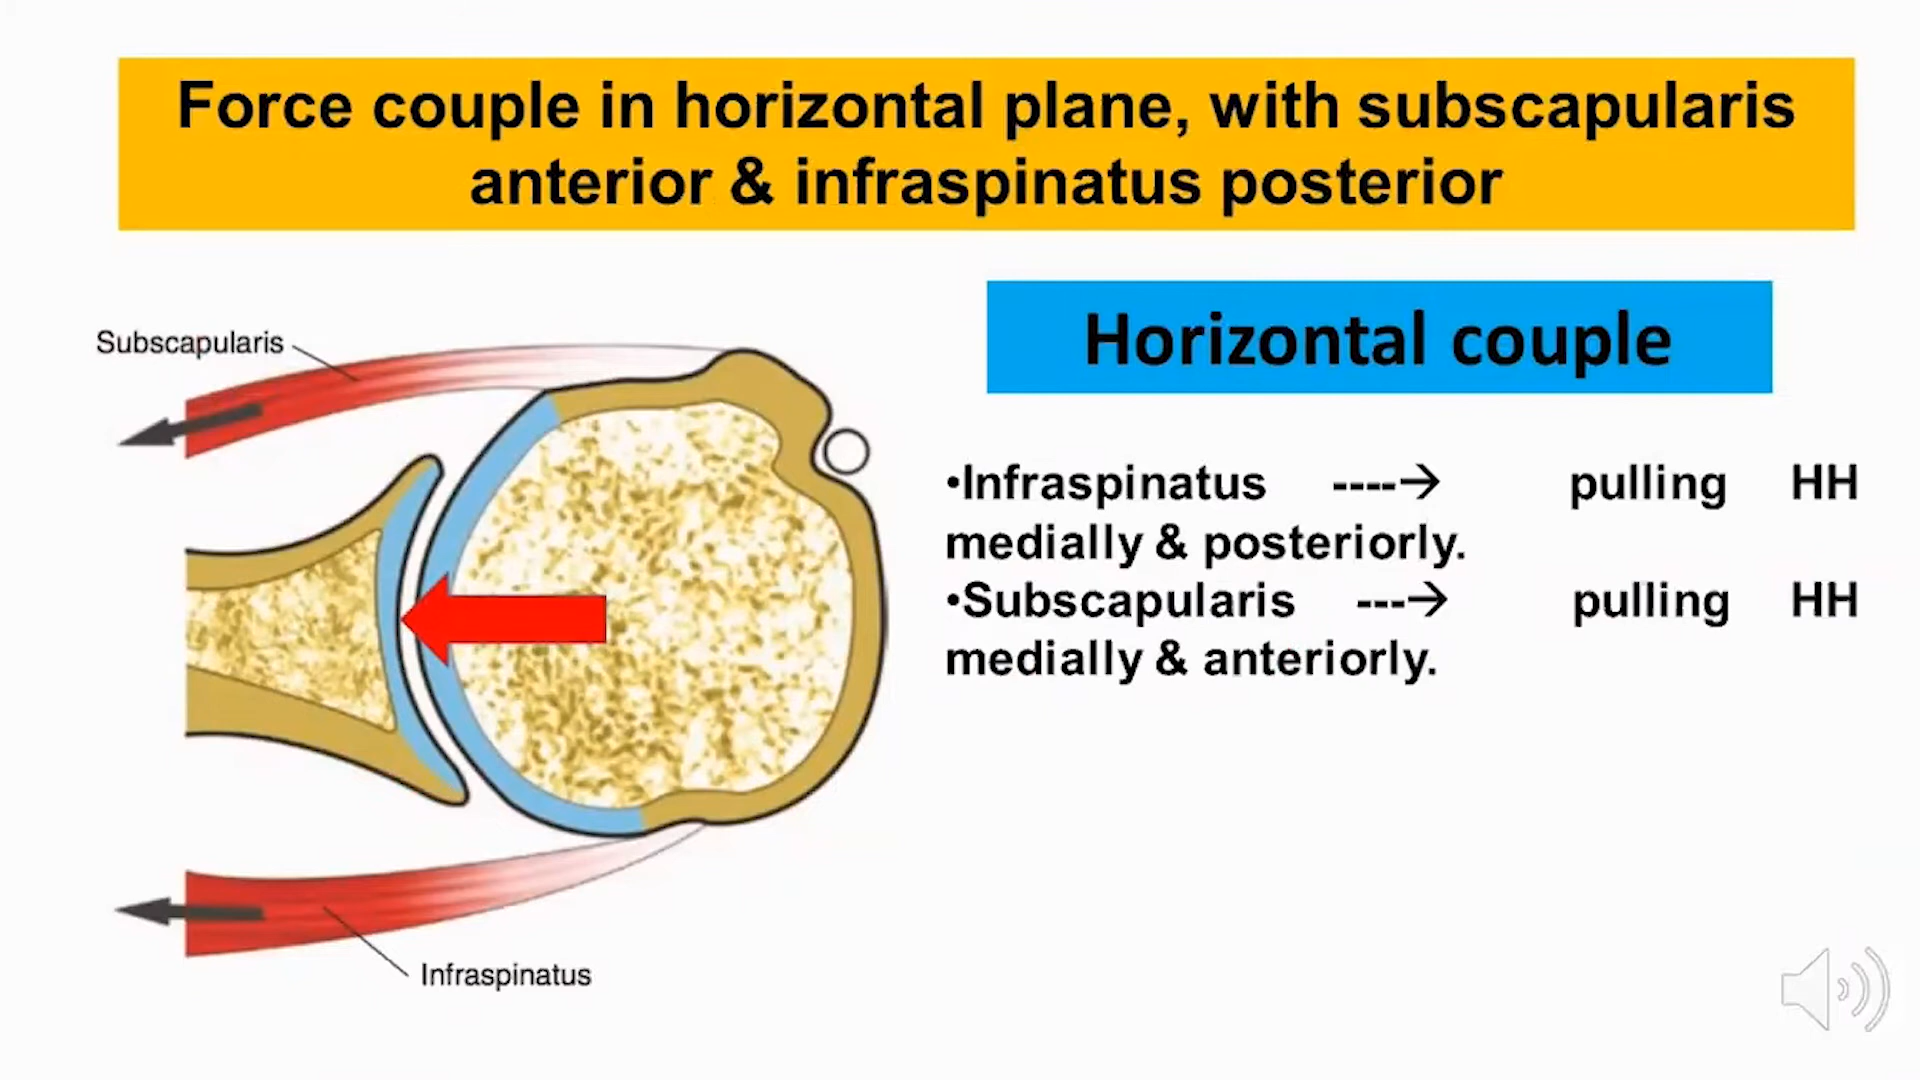 Force couple in horizontal plane, with subscapularis
anterior & infraspinatus posterior
Horizontal couple
Subscapularis
•Infraspinatus ----→ pulling HH
medially & posteriorly.
•Subscapularis ---→ pulling HH
medially & anteriorly.
Infraspinatus